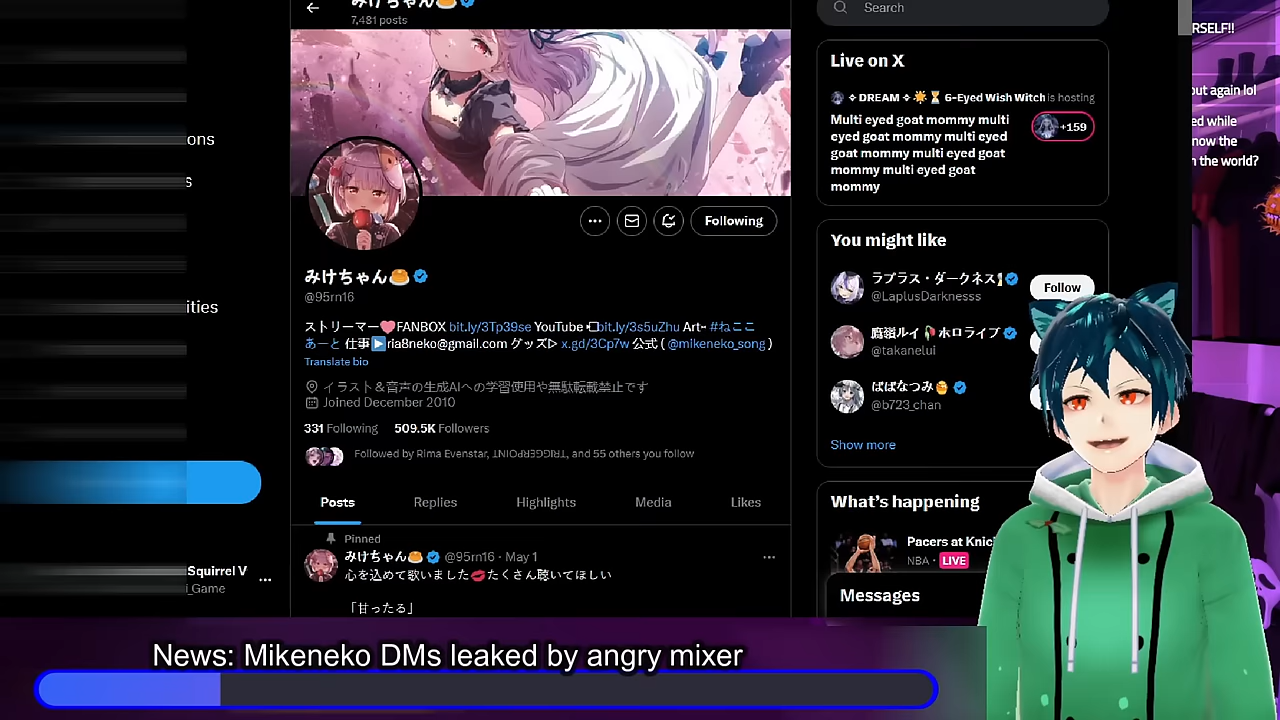 みけちゃん🥞
7,481 posts
Search
RSELF!!
Live on X
✧ DREAM ✧☀️⏳ 6-Eyed Wish Witch is hosting
Multi eyed goat mommy multi
eyed goat mommy multi eyed
goat mommy multi eyed goat
mommy multi eyed goat
mommy
+159
out again lol
ed while
now the
n the world?
ons
s
ities
Following
みけちゃん🥞
@95rn16
ストリーマー🩷FANBOX bit.ly/3Tp39se YouTube bit.ly/3s5uZhu Art- #ねここ
あーと 仕事▶️ria8neko@gmail.com グッズ▷ x.gd/3Cp7w 公式 ( @mikeneko_song )
Translate bio
イラスト&音声の生成AIへの学習使用や無駄転載禁止です
Joined December 2010
331 Following 509.5K Followers
Followed by Rima Evenstar, ⊥NIOԀᴚƎפפIᴚ⊥, and 55 others you follow
Posts Replies Highlights Media Likes
Pinned
みけちゃん🥞 @95rn16 · May 1
心を込めて歌いました💋たくさん聴いてほしい
「甘ったる」
You might like
ラプラス・ダークネス
@LaplusDarknesss
Follow
鷹嶺ルイ🥀ホロライブ
@takanelui
ぱぱなつみ
@b723_chan
Show more
What's happening
Pacers at Knic
NBA · LIVE
Messages
Squirrel V
i_Game
News: Mikeneko DMs leaked by angry mixer